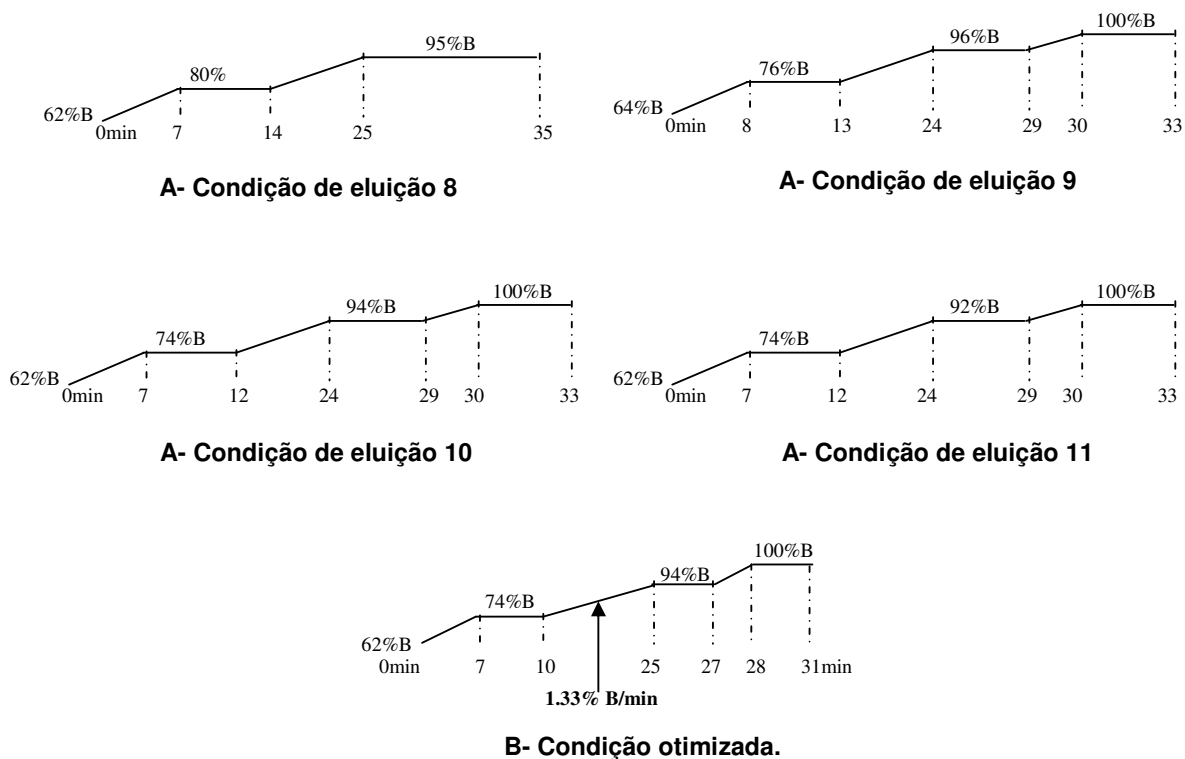 95%B
80%
62%B
0min 7 14 25 35
A- Condição de eluição 8
100%B
96%B
76%B
64%B
0min 8 13 24 29 30 33
A- Condição de eluição 9
100%B
94%B
74%B
62%B
0min 7 12 24 29 30 33
A- Condição de eluição 10
100%B
92%B
74%B
62%B
0min 7 12 24 29 30 33
A- Condição de eluição 11
100%B
94%B
74%B
62%B
0min 7 10 25 27 28 31min
1.33% B/min
B- Condição otimizada.